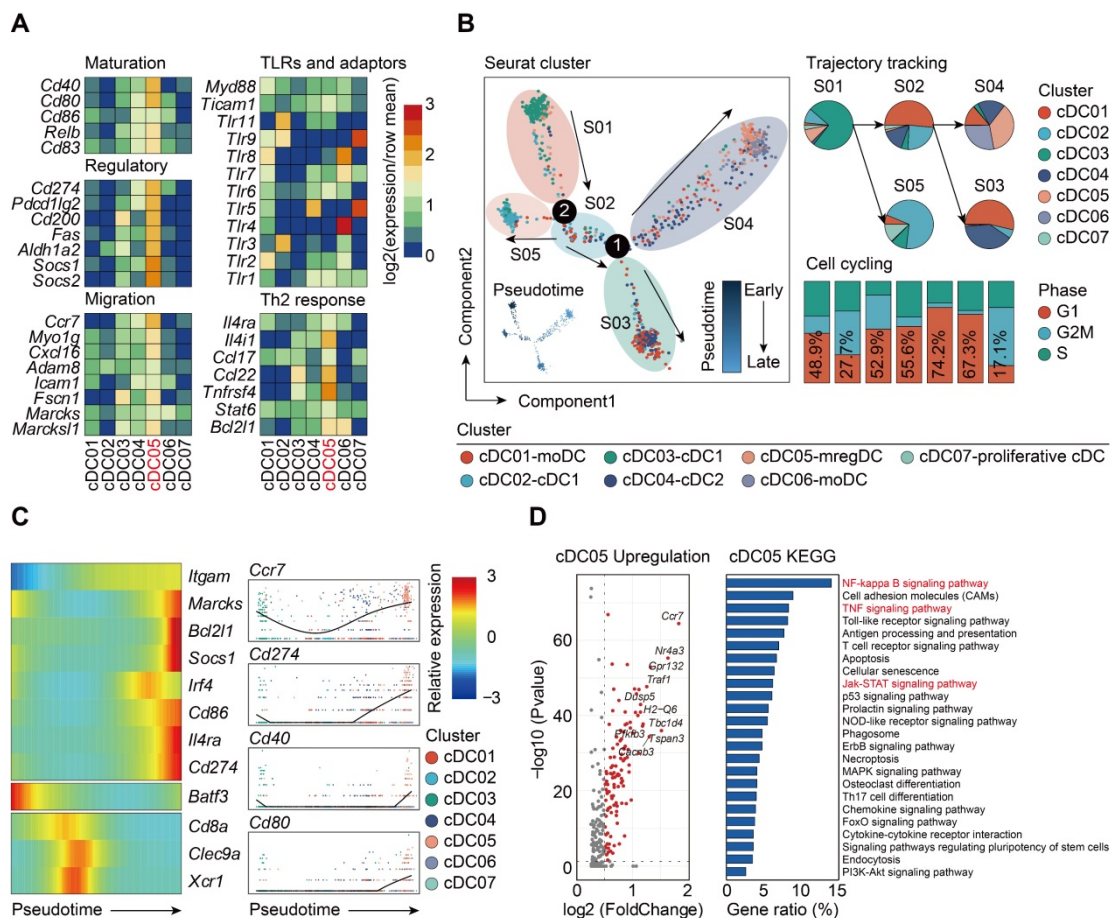 A
Maturation
Cd40
Cd80
Cd86
Relb
Cd83
Regulatory
Cd274
Pdcd1lg2
Cd200
Fas
Aldh1a2
Socs1
Socs2
Migration
Ccr7
Myo1g
Cxcl16
Adam8
Icam1
Fscn1
Marcks
Marcksl1
cDC01
cDC02
cDC03
cDC04
cDC05
cDC06
cDC07
TLRs and adaptors
Myd88
Ticam1
Tlr11
Tlr9
Tlr8
Tlr7
Tlr6
Tlr5
Tlr4
Tlr3
Tlr2
Tlr1
Th2 response
Il4ra
Il4i1
Ccl17
Ccl22
Tnfrsf4
Stat6
Bcl2l1
cDC01
cDC02
cDC03
cDC04
cDC05
cDC06
cDC07
3
2
1
0
log2(expression/row mean)
B
Seurat cluster
S01
S02
S03
S04
S05
1
2
Pseudotime
Pseudotime
Early
Late
Component2
Component1
Trajectory tracking
S01
S02
S04
S05
S03
Cluster
cDC01
cDC02
cDC03
cDC04
cDC05
cDC06
cDC07
Cell cycling
48.9%
27.7%
52.9%
55.6%
74.2%
67.3%
17.1%
Phase
G1
G2M
S
Cluster
cDC01-moDC
cDC03-cDC1
cDC05-mregDC
cDC07-proliferative cDC
cDC02-cDC1
cDC04-cDC2
cDC06-moDC
C
Itgam
Marcks
Bcl2l1
Socs1
Irf4
Cd86
Il4ra
Cd274
Batf3
Cd8a
Clec9a
Xcr1
Pseudotime
Ccr7
Cd274
Cd40
Cd80
Pseudotime
3
−3
Relative expression
Cluster
cDC01
cDC02
cDC03
cDC04
cDC05
cDC06
cDC07
D
cDC05 Upregulation
60
40
20
0
−log10 (Pvalue)
Ccr7
Nr4a3
Gpr132
Traf1
Dusp5
H2−Q6
Tbc1d4
Pfkfb3
Tspan3
Cacnb3
0
1
2
log2 (FoldChange)
cDC05 KEGG
NF-kappa B signaling pathway
Cell adhesion molecules (CAMs)
TNF signaling pathway
Toll-like receptor signaling pathway
Antigen processing and presentation
T cell receptor signaling pathway
Apoptosis
Cellular senescence
Jak-STAT signaling pathway
p53 signaling pathway
Prolactin signaling pathway
NOD-like receptor signaling pathway
Phagosome
ErbB signaling pathway
Necroptosis
MAPK signaling pathway
Osteoclast differentiation
Th17 cell differentiation
Chemokine signaling pathway
FoxO signaling pathway
Cytokine-cytokine receptor interaction
Signaling pathways regulating pluripotency of stem cells
Endocytosis
PI3K-Akt signaling pathway
0
5
10
15
Gene ratio (%)